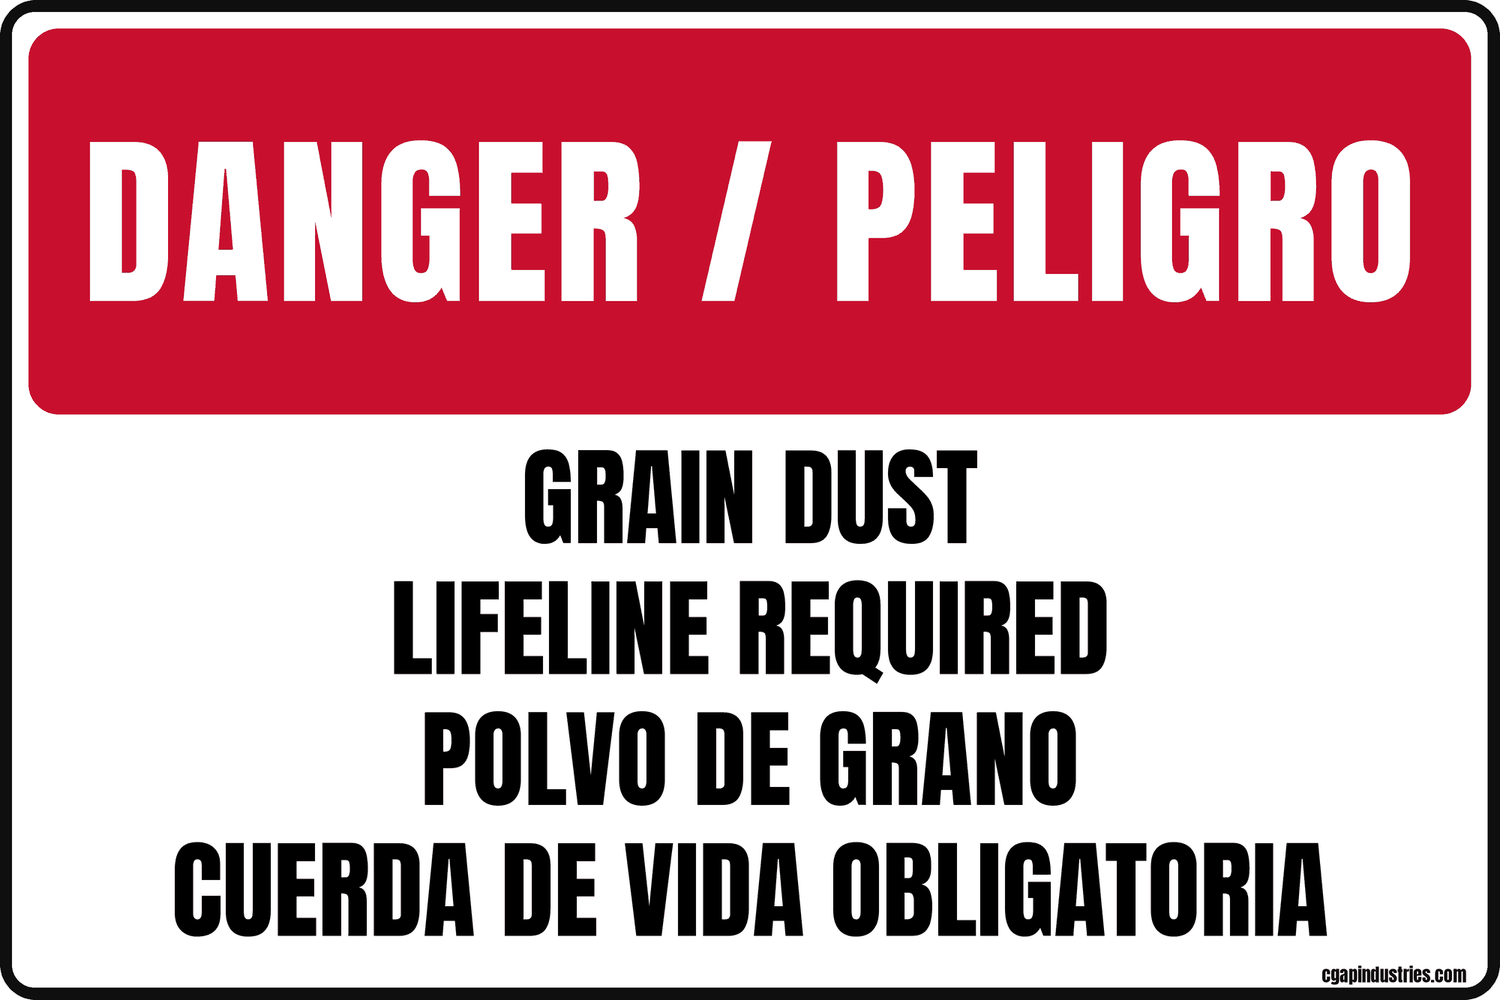 DANGER / PELIGRO
GRAIN DUST
LIFELINE REQUIRED
POLVO DE GRANO
CUERDA DE VIDA OBLIGATORIA
cgapindustries.com